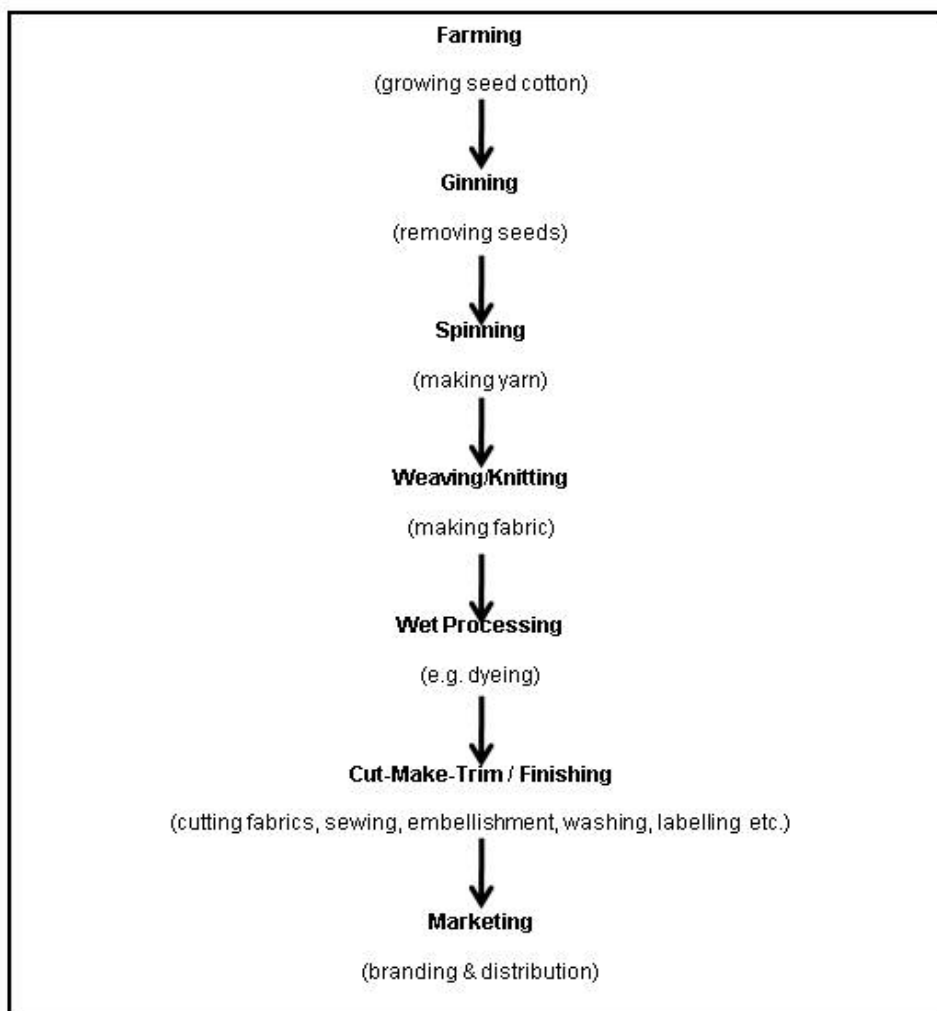 Farming
(growing seed cotton)
Ginning
(removing seeds)
Spinning
(making yarn)
Weaving/Knitting
(making fabric)
Wet Processing
(e.g. dyeing)
Cut-Make-Trim / Finishing
(cutting fabrics, sewing, embellishment, washing, labelling etc.)
Marketing
(branding & distribution)